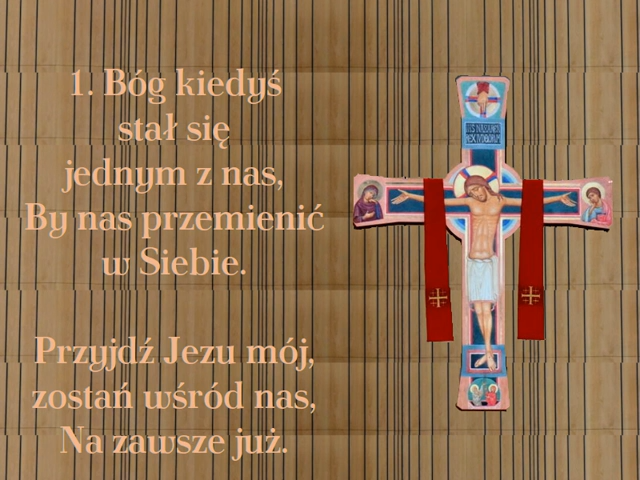 1. Bóg kiedyś
stał się
jednym z nas,
By nas przemienić
w Siebie.
Przyjdź Jezu mój,
zostań wśród nas,
Na zawsze już.